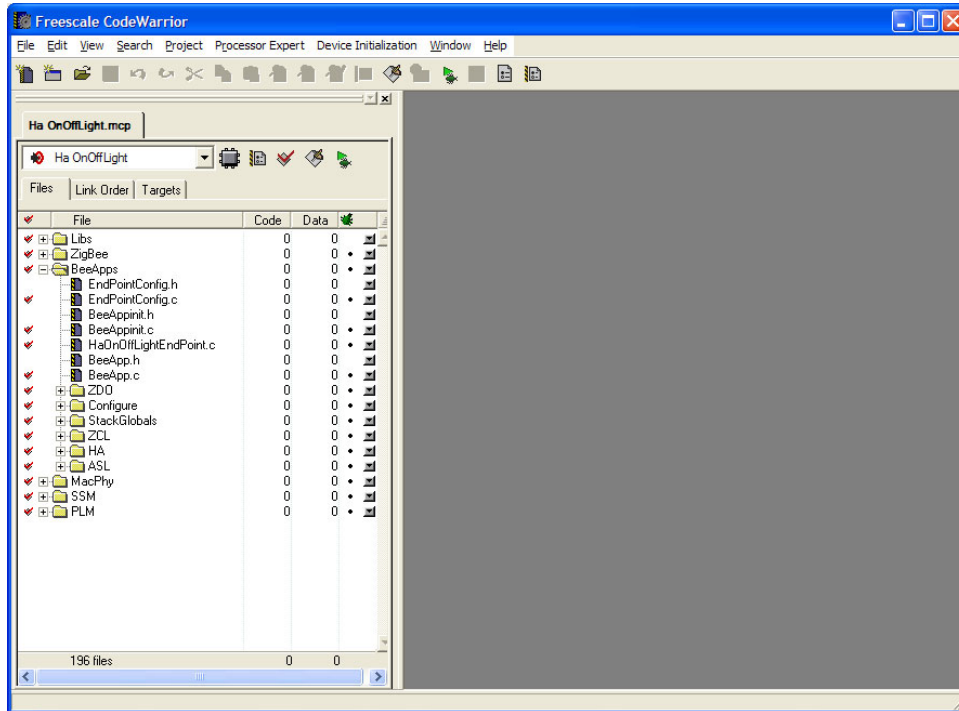 Freescale CodeWarrior
File Edit View Search Project Processor Expert Device Initialization Window Help
Ha OnOffLight.mcp
Ha OnOffLight
Files Link Order Targets
File Code Data
Libs 0 0
ZigBee 0 0
BeeApps 0 0
EndPointConfig.h 0 0
EndPointConfig.c 0 0
BeeAppinit.h 0 0
BeeAppinit.c 0 0
HaOnOffLightEndPoint.c 0 0
BeeApp.h 0 0
BeeApp.c 0 0
ZDO 0 0
Configure 0 0
StackGlobals 0 0
ZCL 0 0
HA 0 0
ASL 0 0
MacPhy 0 0
SSM 0 0
PLM 0 0
196 files 0 0